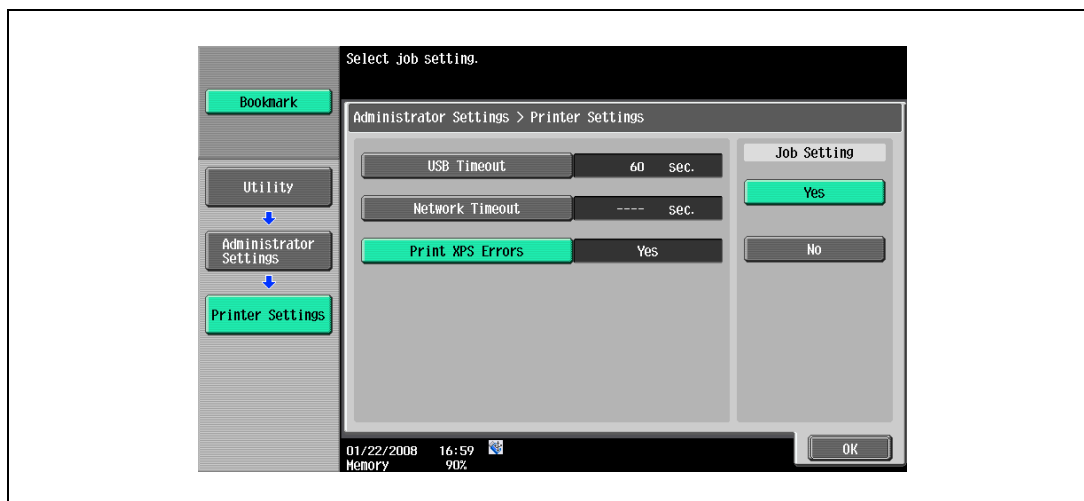 Select job setting.
Bookmark
Administrator Settings > Printer Settings
Job Setting
USB Timeout 60 sec.
Yes
Utility
Network Timeout ---- sec.
Administrator
Settings
Print XPS Errors Yes
No
Printer Settings
01/22/2008 16:59
Memory 90%
OK